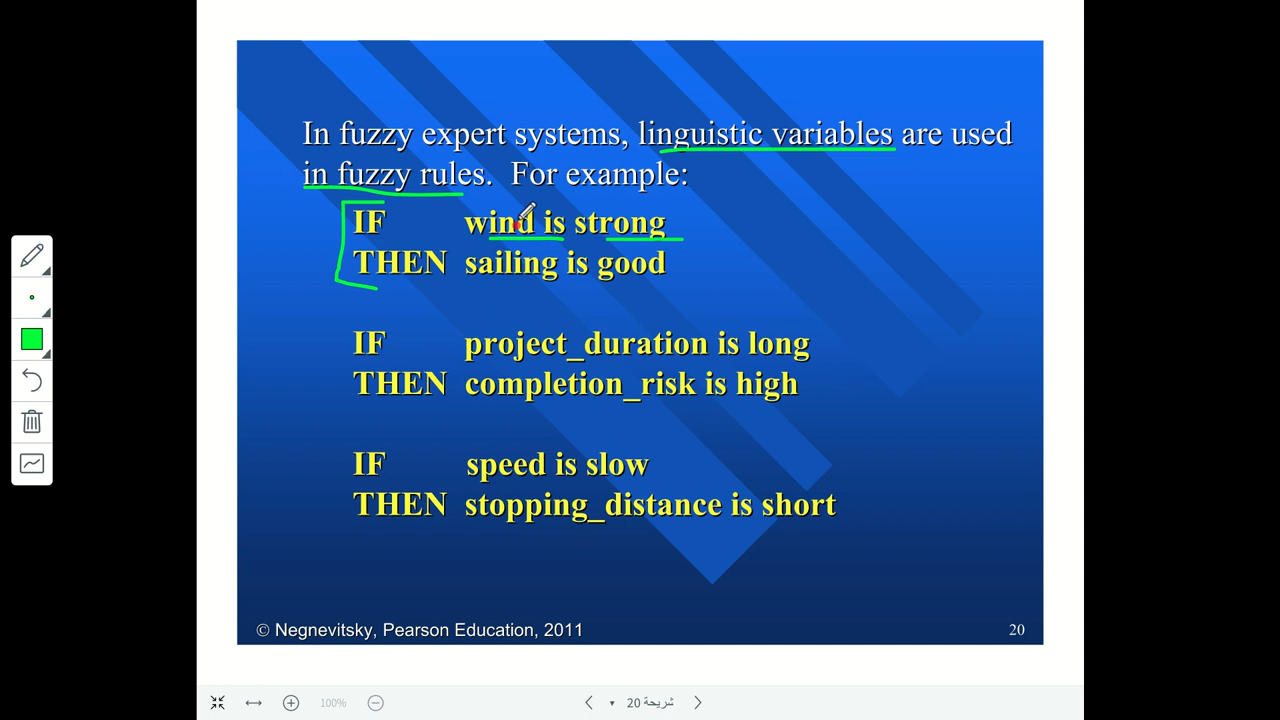 In fuzzy expert systems, linguistic variables are used
in fuzzy rules. For example:
IF wind is strong
THEN sailing is good
IF project_duration is long
THEN completion_risk is high
IF speed is slow
THEN stopping_distance is short
© Negnevitsky, Pearson Education, 2011 20
100% شريحة 20